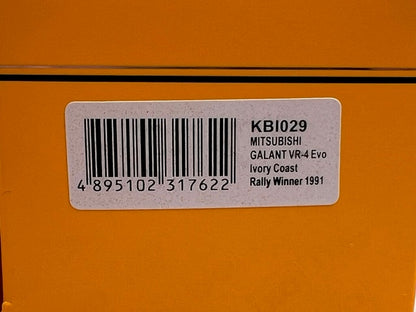 KBI029
MITSUBISHI
GALANT VR-4 Evo
Ivory Coast
Rally Winner 1991
4 895102 317622